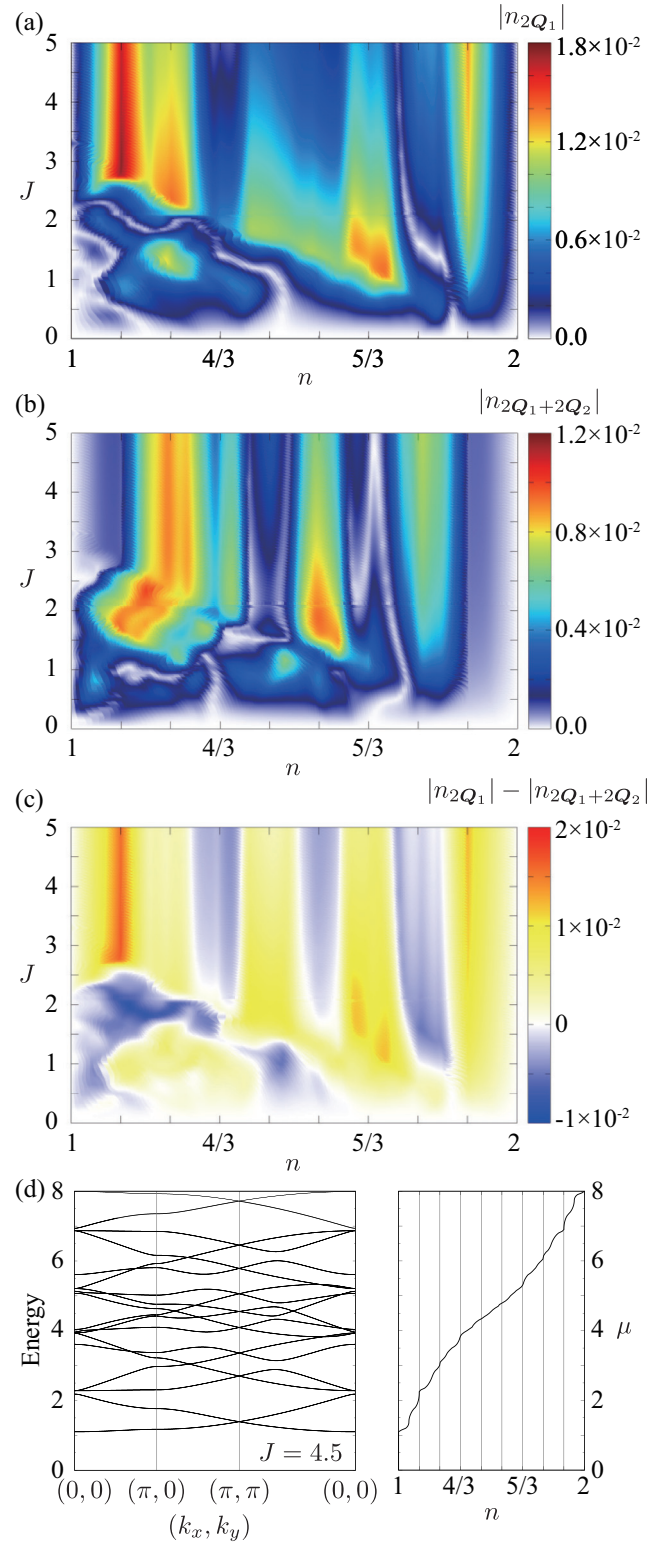 (a)
|n₂Q₁|
5
4
3
J
2
1
0
1
4/3
5/3
2
n
1.8×10⁻²
1.2×10⁻²
0.6×10⁻²
0.0
(b)
|n₂Q₁₊₂Q₂|
5
4
3
J
2
1
0
1
4/3
5/3
2
n
1.2×10⁻²
0.8×10⁻²
0.4×10⁻²
0.0
(c)
|n₂Q₁| − |n₂Q₁₊₂Q₂|
5
4
3
J
2
1
0
1
4/3
5/3
2
n
2×10⁻²
1×10⁻²
0
-1×10⁻²
(d)
8
6
Energy
4
2
0
J = 4.5
(0, 0) (π, 0) (π, π) (0, 0)
(kₓ, kᵧ)
8
6
4
μ
2
0
1
4/3
5/3
2
n